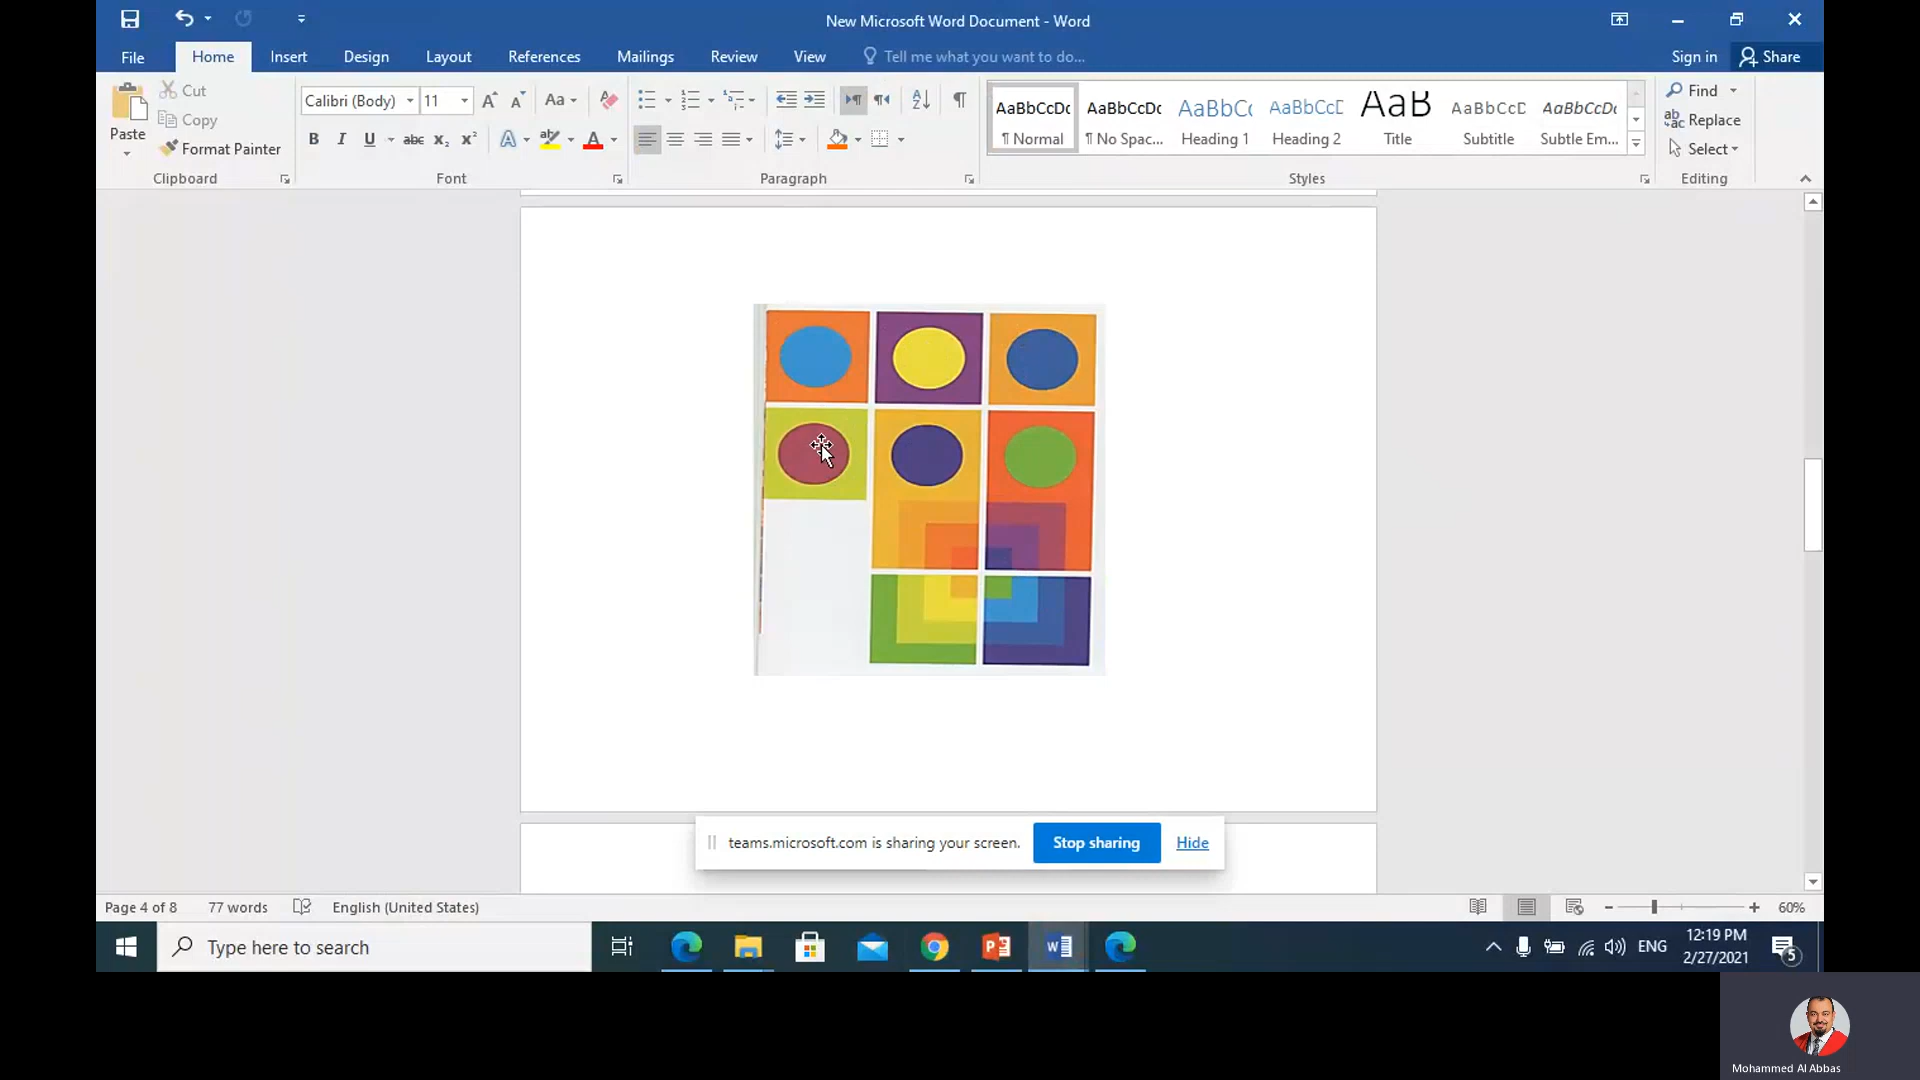 New Microsoft Word Document - Word
File Home Insert Design Layout References Mailings Review View Tell me what you want to do... Sign in Share
Paste
Cut
Copy
Format Painter
Clipboard
Calibri (Body) 11
Font
Paragraph
AaBbCcDc AaBbCcDc AaBbCc AaBbCcD AaB AaBbCcD AaBbCcDc
¶ Normal ¶ No Spac... Heading 1 Heading 2 Title Subtitle Subtle Em...
Styles
Find
Replace
Select
Editing
teams.microsoft.com is sharing your screen. Stop sharing Hide
Page 4 of 8 77 words English (United States) 60%
Type here to search
ENG
12:19 PM
2/27/2021
5
Mohammed Al Abbas